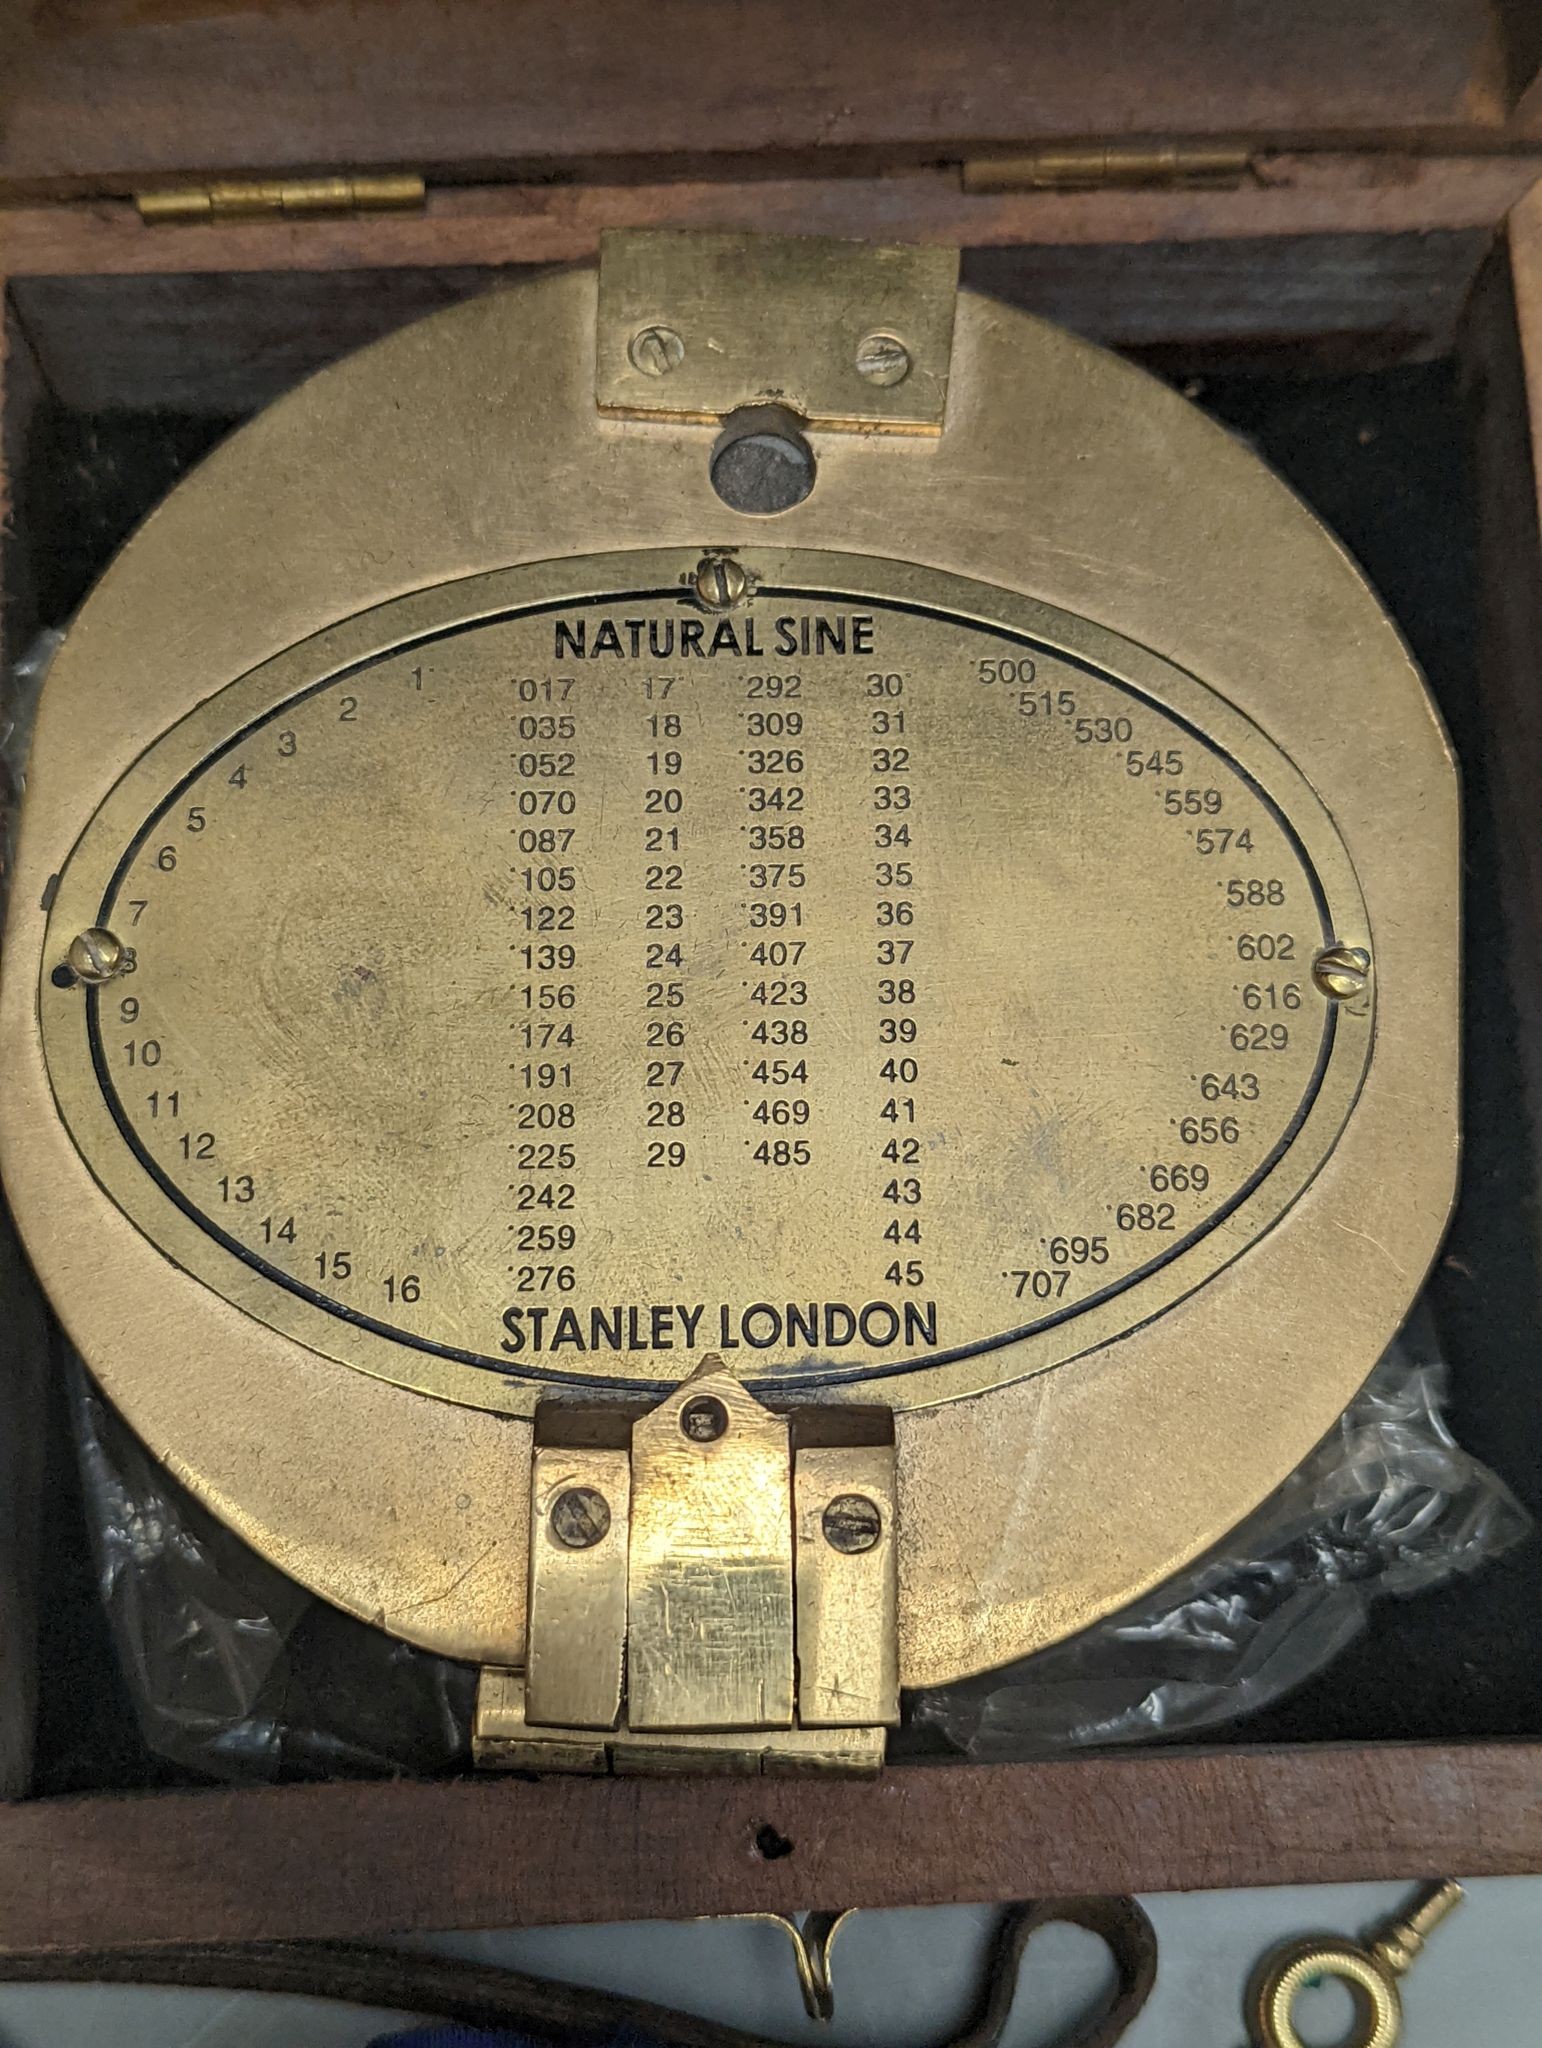 NATURAL SINE
1° .017 17° .292 30° .500
2 .035 18 .309 31 .515
3 .052 19 .326 32 .530
4 .070 20 .342 33 .545
5 .087 21 .358 34 .559
6 .105 22 .375 35 .574
7 .122 23 .391 36 .588
8 .139 24 .407 37 .602
9 .156 25 .423 38 .616
10 .174 26 .438 39 .629
11 .191 27 .454 40 .643
12 .208 28 .469 41 .656
13 .225 29 .485 42 .669
14 .242 43 .682
15 .259 44 .695
16 .276 45 .707
STANLEY LONDON